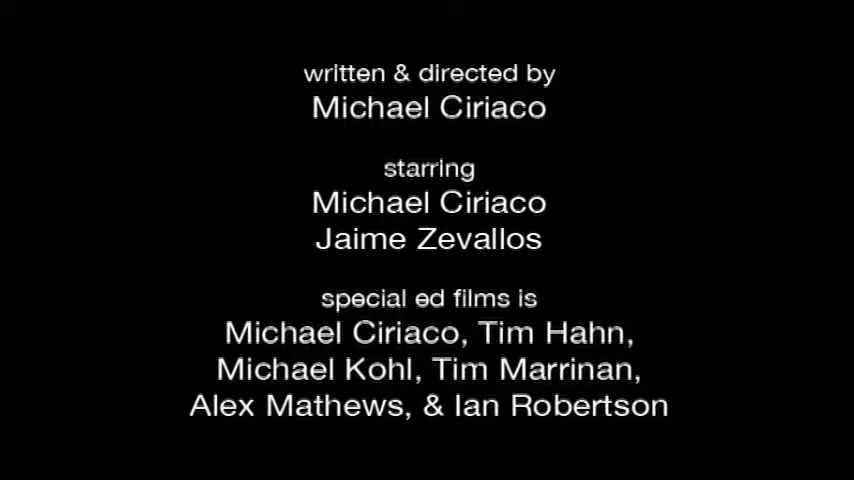 written & directed by
Michael Ciriaco
starring
Michael Ciriaco
Jaime Zevallos
special ed films is
Michael Ciriaco, Tim Hahn,
Michael Kohl, Tim Marrinan,
Alex Mathews, & Ian Robertson